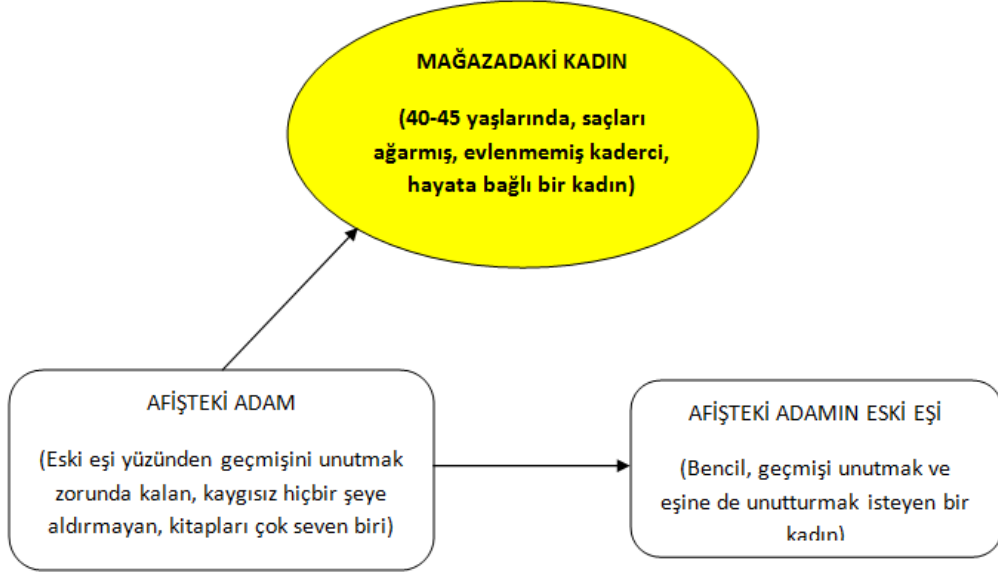 MAĞAZADAKİ KADIN
(40-45 yaşlarında, saçları
ağarmış, evlenmemiş kaderci,
hayata bağlı bir kadın)
AFİŞTEKİ ADAM
(Eski eşi yüzünden geçmişini unutmak
zorunda kalan, kaygısız hiçbir şeye
aldırmayan, kitapları çok seven biri)
AFİŞTEKİ ADAMIN ESKİ EŞİ
(Bencil, geçmişi unutmak ve
eşine de unutturmak isteyen bir
kadın)